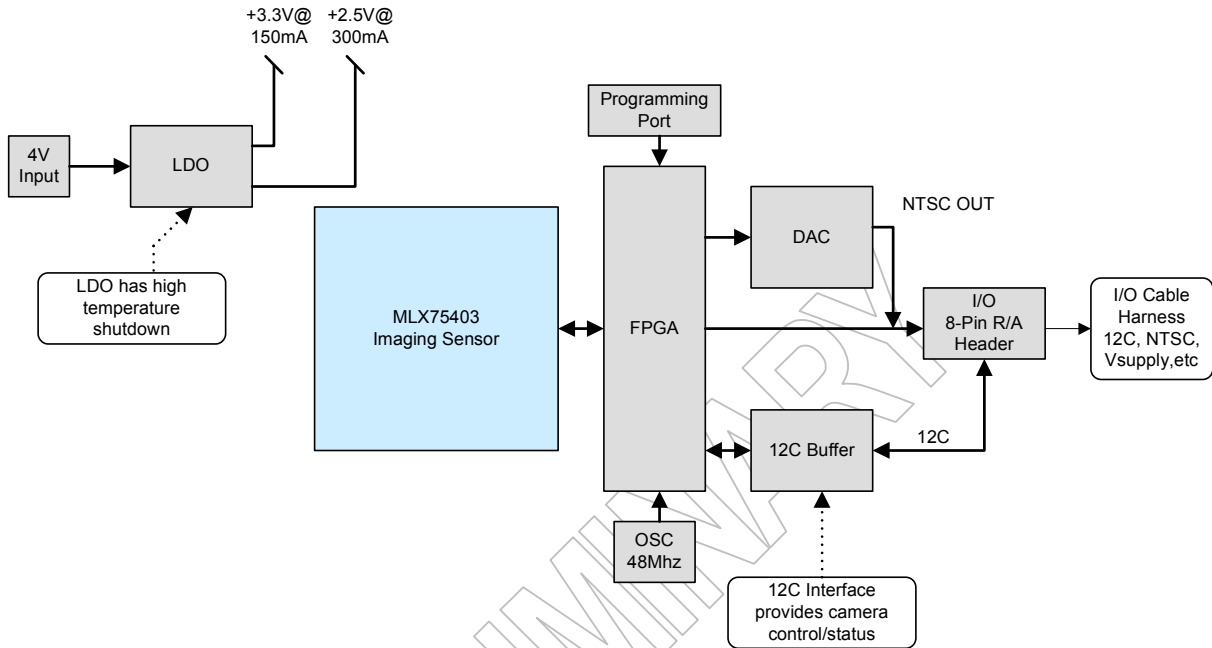 +3.3V@
150mA
+2.5V@
300mA
4V
Input
LDO
LDO has high
temperature
shutdown
MLX75403
Imaging Sensor
Programming
Port
FPGA
OSC
48Mhz
DAC
NTSC OUT
I/O
8-Pin R/A
Header
I/O Cable
Harness
12C, NTSC,
Vsupply,etc
12C Buffer
12C
12C Interface
provides camera
control/status